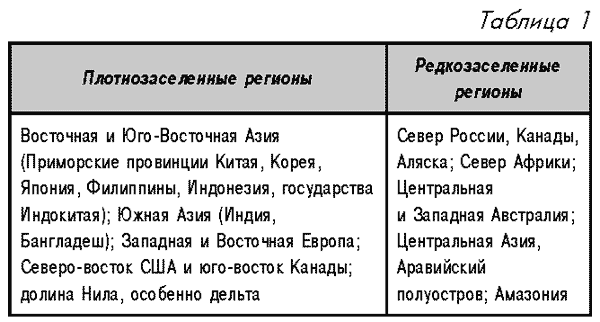 Таблица 1
Плотнозаселенные регионы
Редкозаселенные
регионы
Восточная и Юго-Восточная Азия
(Приморские провинции Китая, Корея,
Япония, Филиппины, Индонезия, государства
Индокитая); Южная Азия (Индия,
Бангладеш); Западная и Восточная Европа;
Северо-восток США и юго-восток Канады;
долина Нила, особенно дельта
Север России, Канады,
Аляска; Север Африки;
Центральная
и Западная Австралия;
Центральная Азия,
Аравийский
полуостров; Амазония